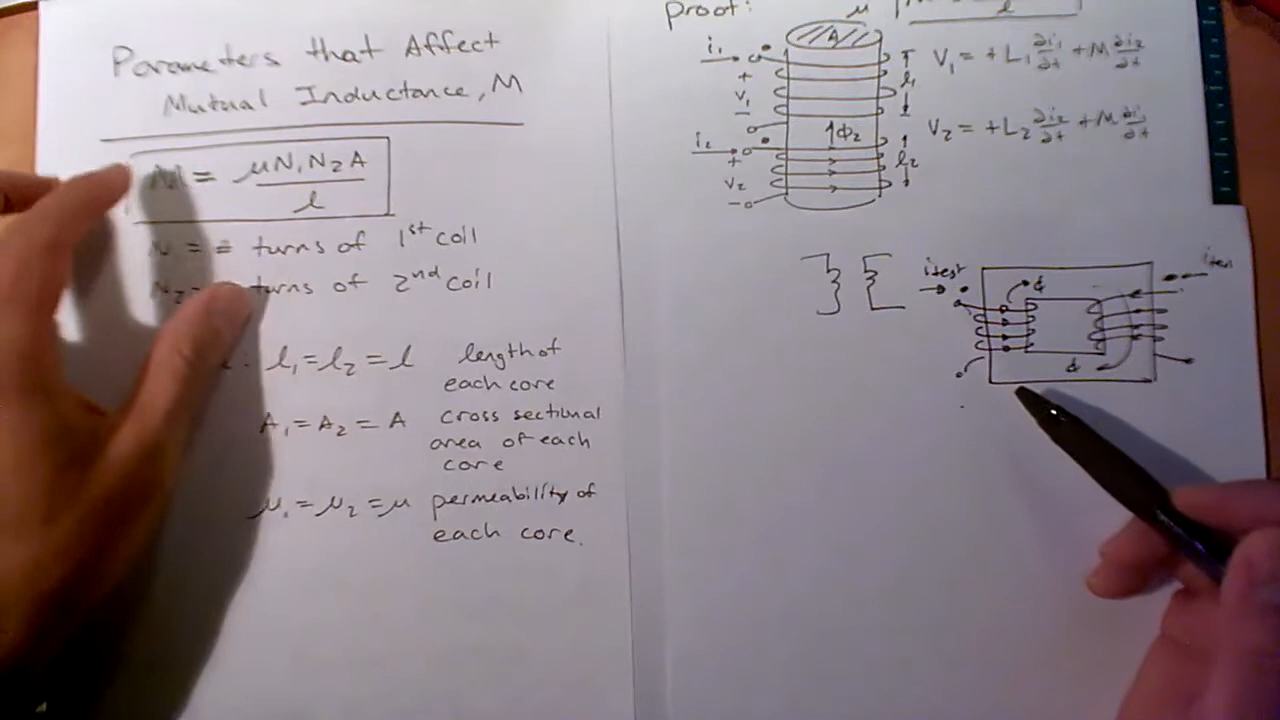 Parameters that Affect
Mutual Inductance, M
M = μN₁N₂A / l
N = # turns of 1st coil
N₂ = turns of 2nd coil
l₁ = l₂ = l length of
each core
A₁ = A₂ = A cross sectional
area of each
core
μ₁ = μ₂ = μ permeability of
each core.
Proof:
μ
l
A
i₁
+
V₁
−
l₁
ϕ₂
i₂
+
V₂
−
l₂
V₁ = +L₁ ∂i₁/∂t + M ∂i₂/∂t
V₂ = +L₂ ∂i₂/∂t + M ∂i₁/∂t
itest
ϕ
ϕ